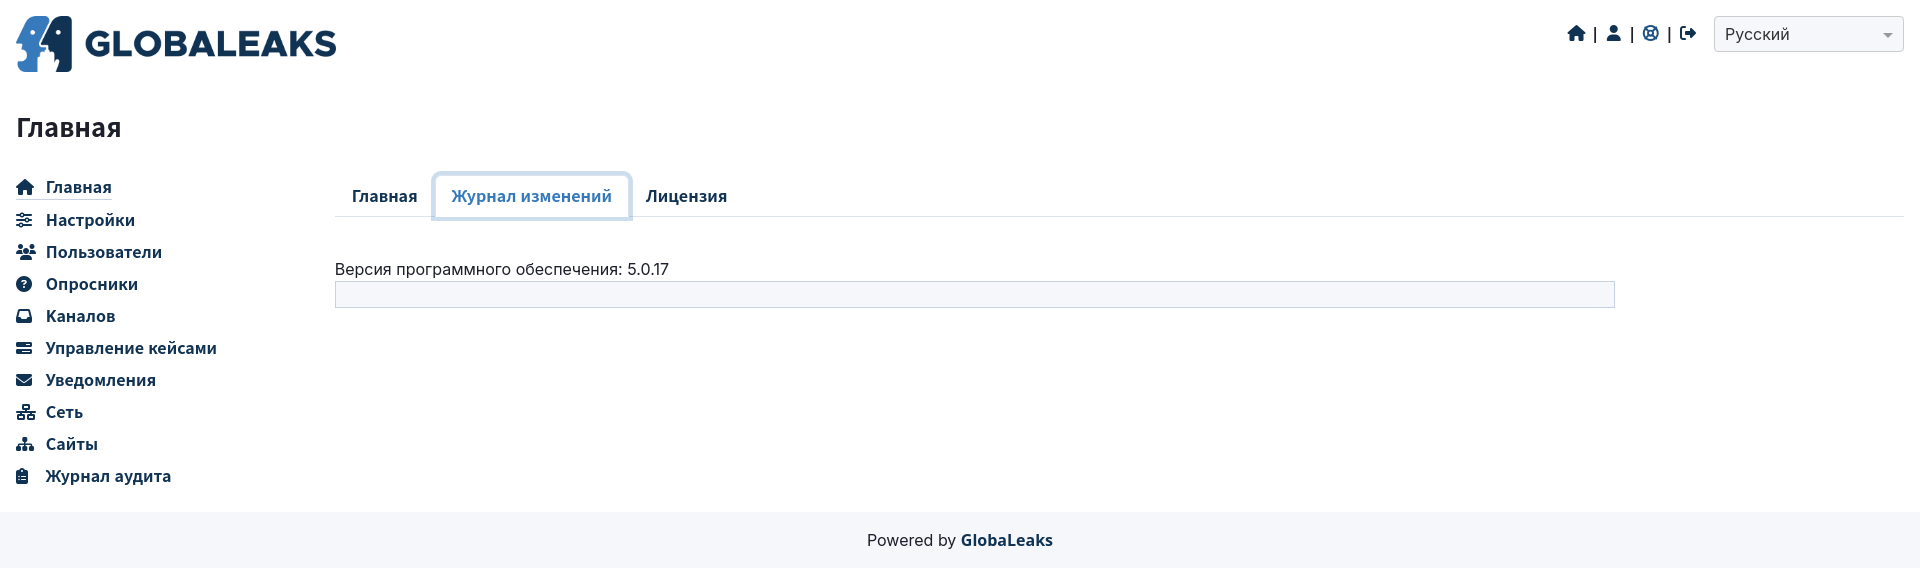 GLOBALEAKS
| | |
Русский
Главная
Главная
Настройки
Пользователи
Опросники
Каналов
Управление кейсами
Уведомления
Сеть
Сайты
Журнал аудита
Главная Журнал изменений Лицензия
Версия программного обеспечения: 5.0.17
Powered by GlobaLeaks